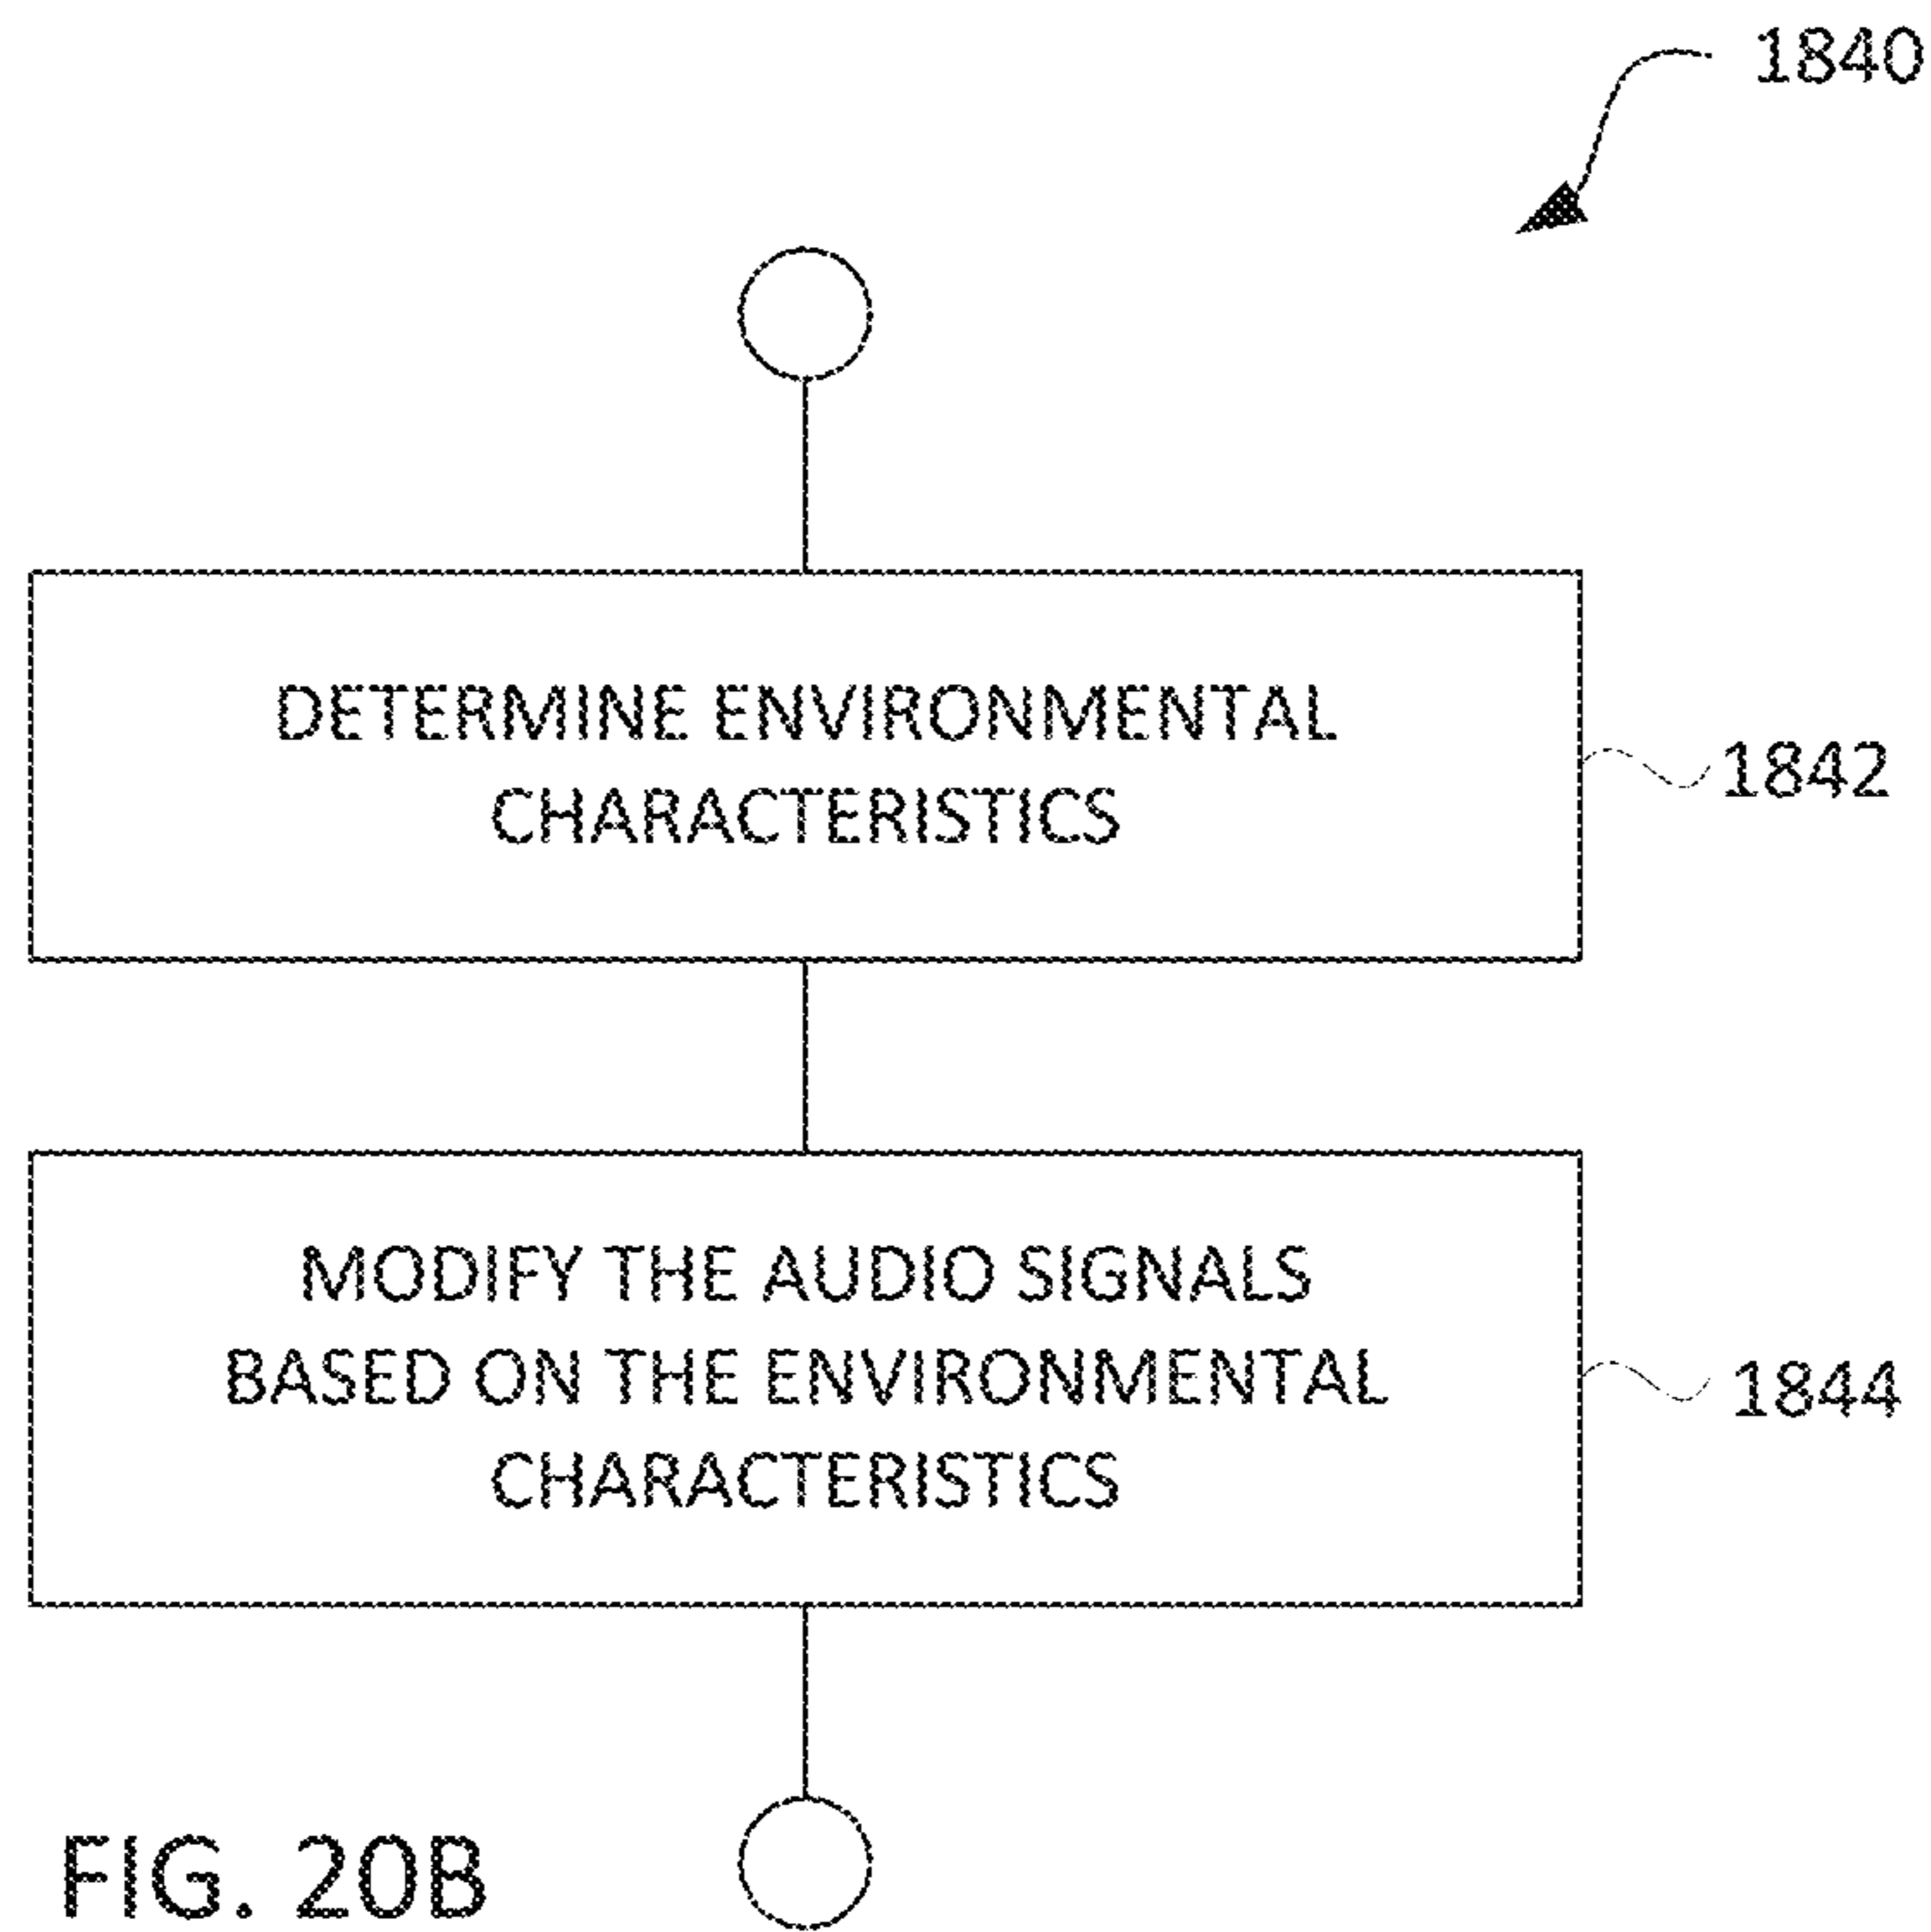 1840
DETERMINE ENVIRONMENTAL
CHARACTERISTICS
1842
MODIFY THE AUDIO SIGNALS
BASED ON THE ENVIRONMENTAL
CHARACTERISTICS
1844
FIG. 20B